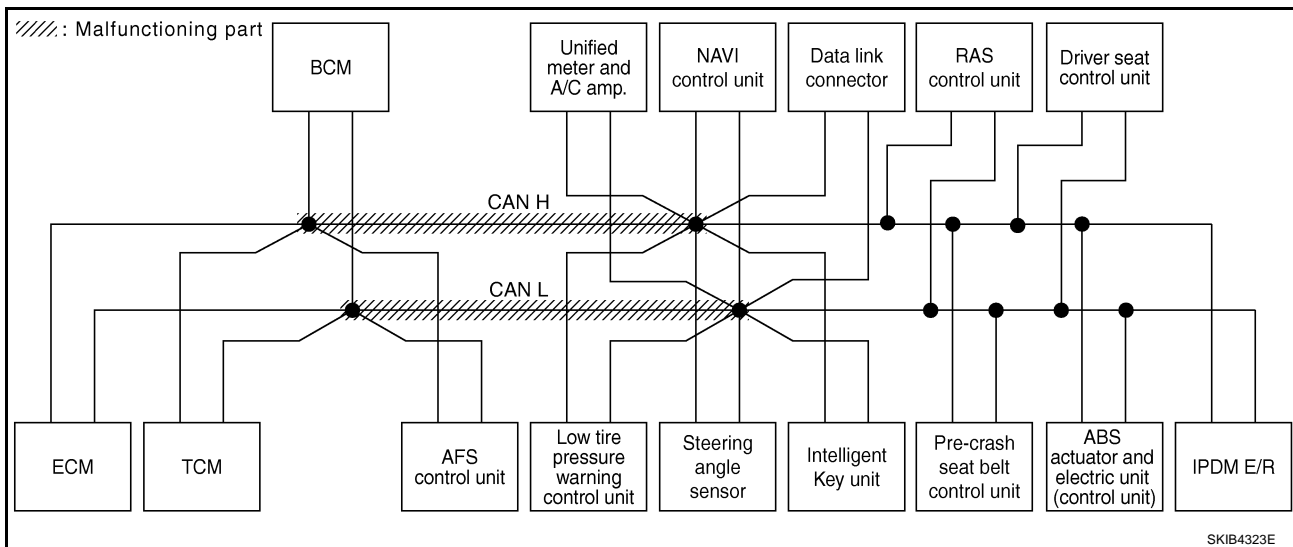 : Malfunctioning part
BCM
Unified
meter and
A/C amp.
NAVI
control unit
Data link
connector
RAS
control unit
Driver seat
control unit
CAN H
CAN L
ECM
TCM
AFS
control unit
Low tire
pressure
warning
control unit
Steering
angle
sensor
Intelligent
Key unit
Pre-crash
seat belt
control unit
ABS
actuator and
electric unit
(control unit)
IPDM E/R
SKIB4323E